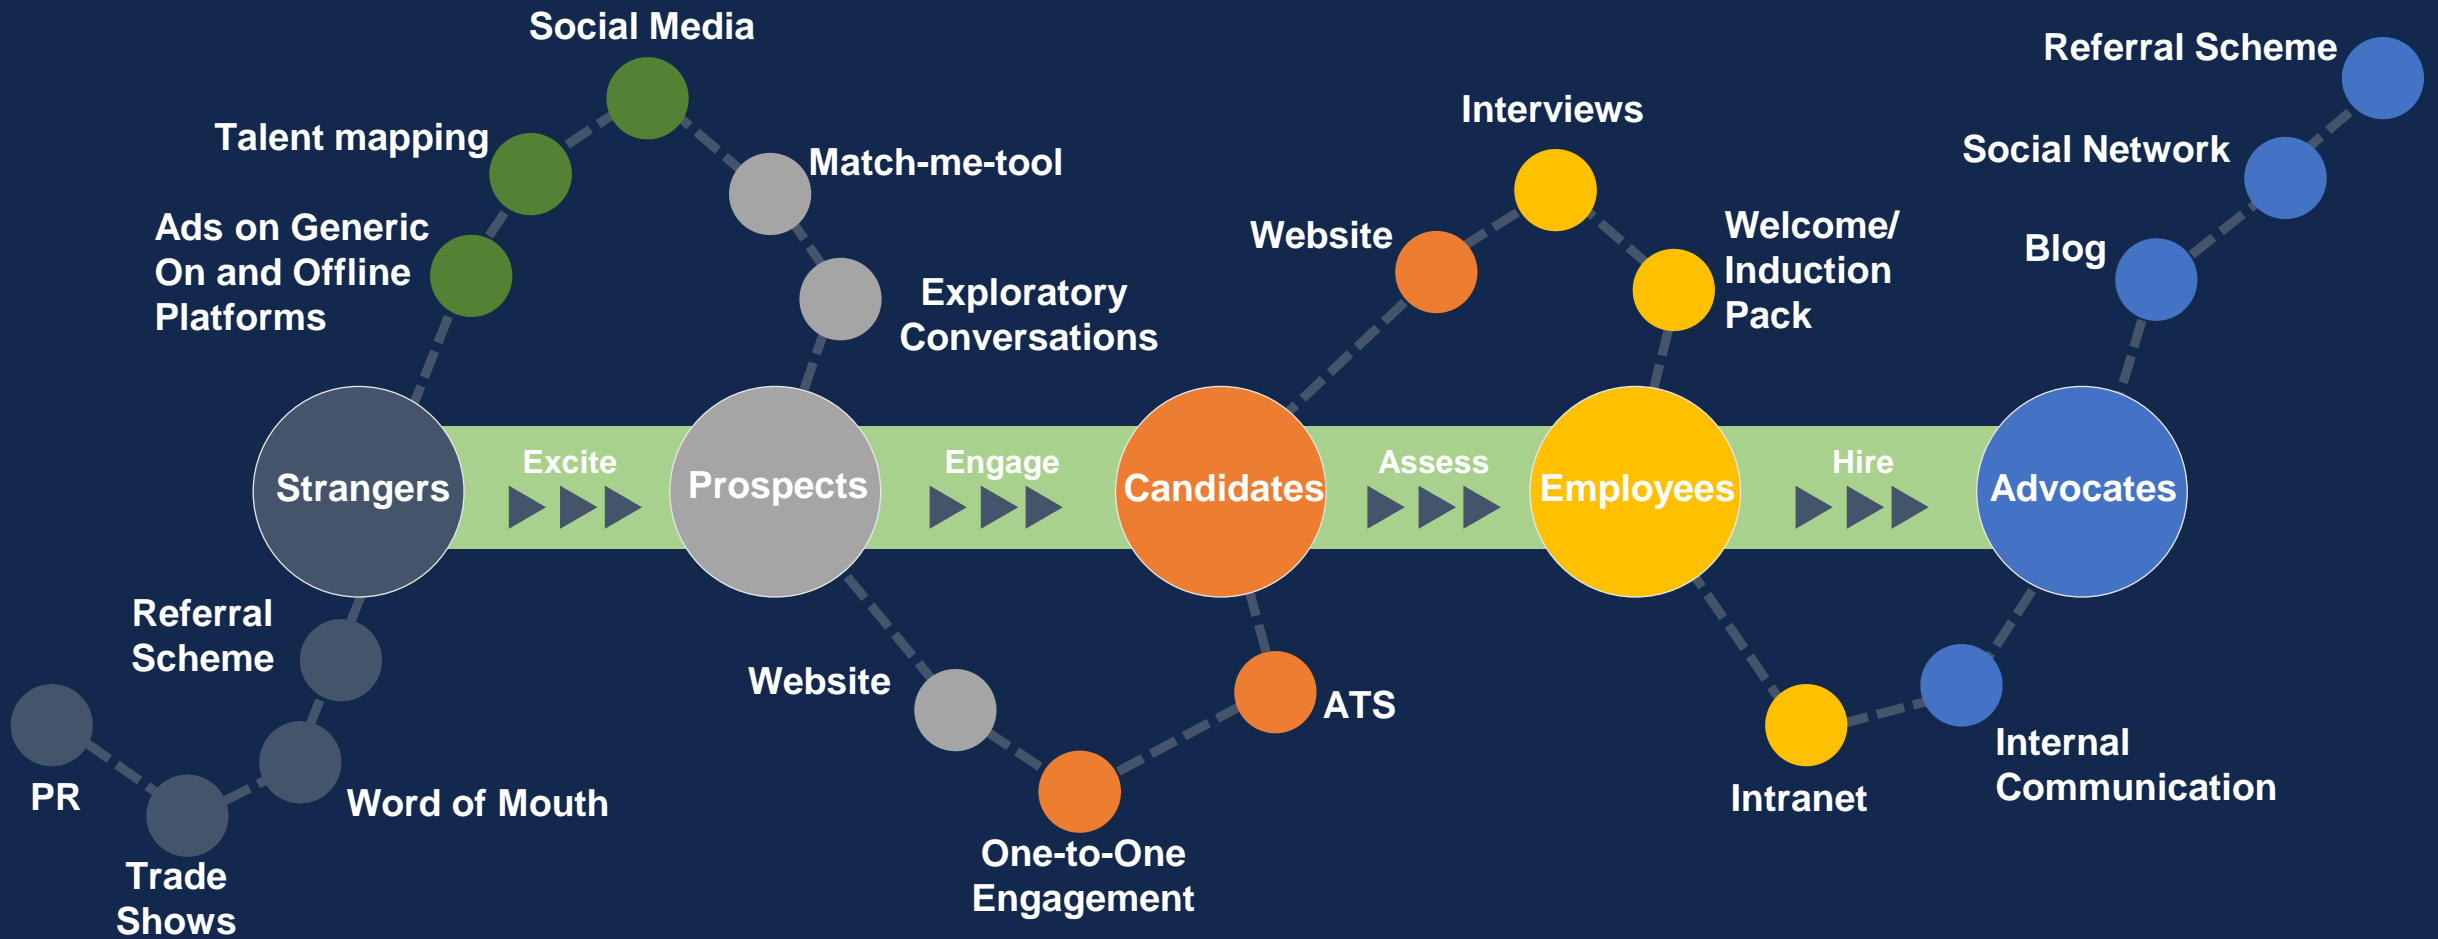 Social Media
Referral Scheme
Talent mapping
Match-me-tool
Interviews
Social Network
Ads on Generic
On and Offline
Platforms
Exploratory
Conversations
Website
Welcome/
Induction
Pack
Blog
Strangers
Excite
Prospects
Engage
Candidates
Assess
Employees
Hire
Advocates
Referral
Scheme
PR
Word of Mouth
Trade
Shows
Website
ATS
One-to-One
Engagement
Intranet
Internal
Communication